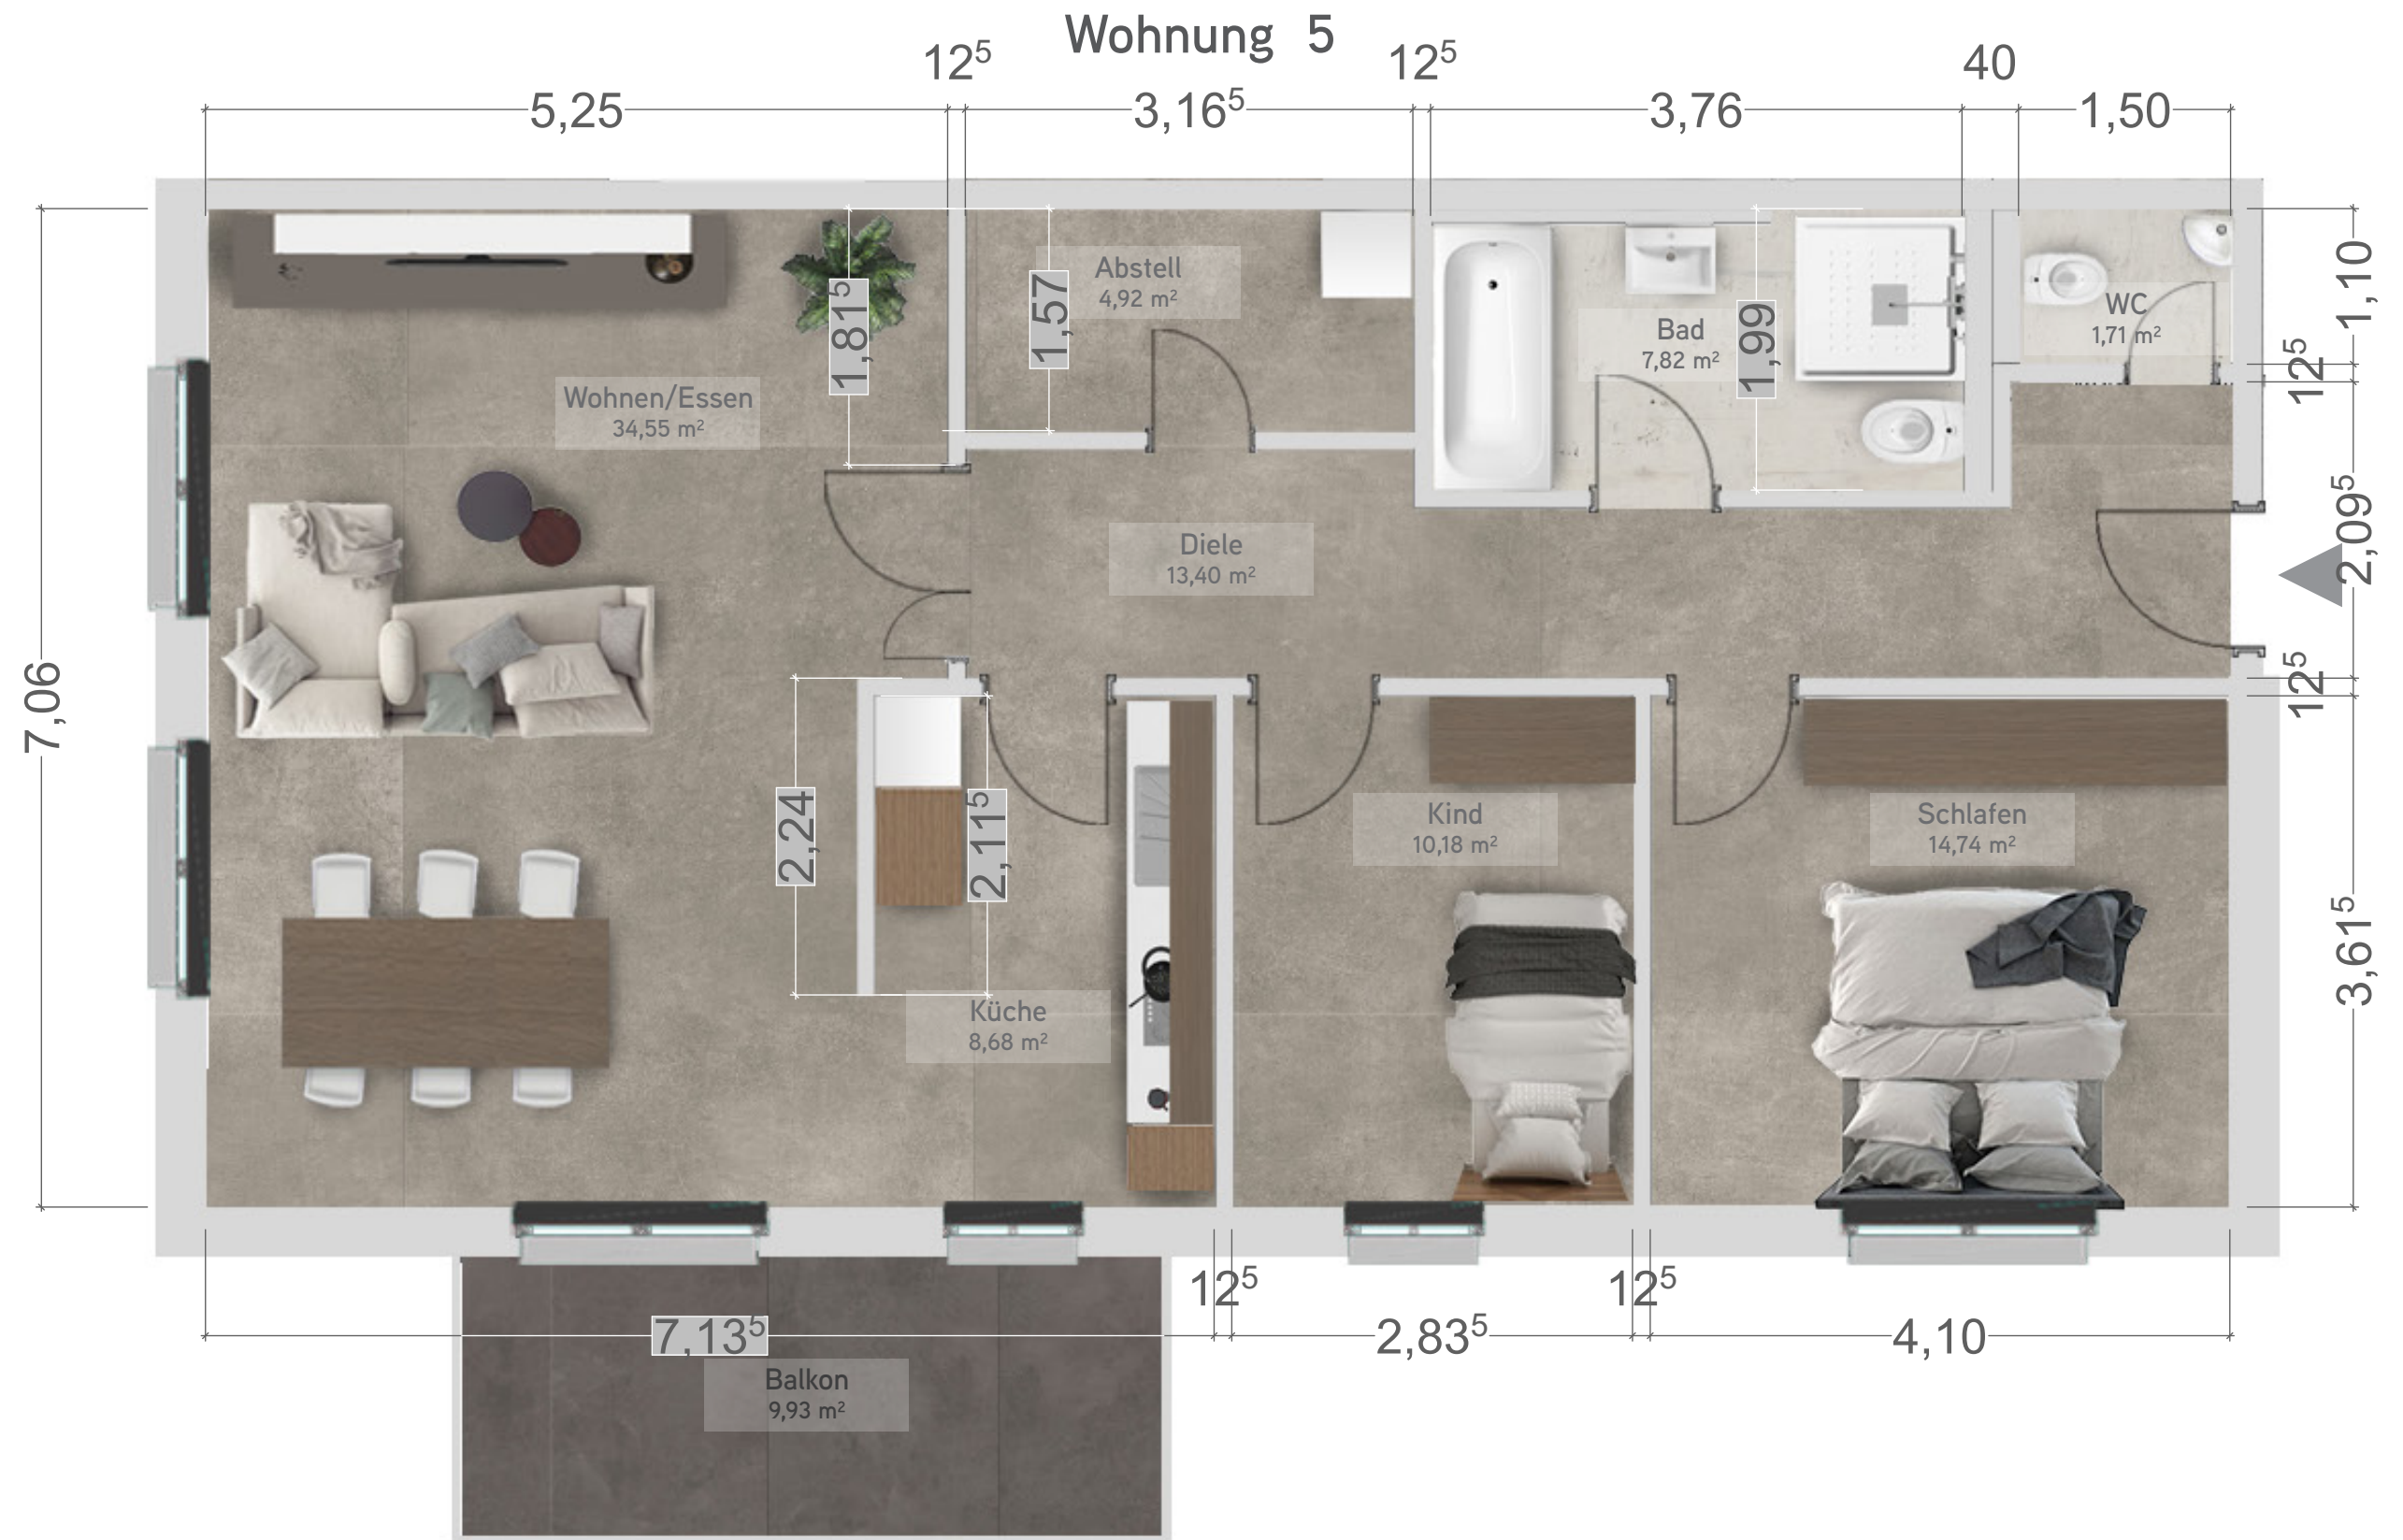 Wohnung 5
12⁵ 12⁵ 40
5,25 3,16⁵ 3,76 1,50
1,10
12⁵
2,09⁵
12⁵
3,61⁵
7,06
1,81⁵
1,57
1,99
Abstell
4,92 m²
Bad
7,82 m²
WC
1,71 m²
Wohnen/Essen
34,55 m²
Diele
13,40 m²
2,24
2,11⁵
Kind
10,18 m²
Schlafen
14,74 m²
Küche
8,68 m²
12⁵ 12⁵
7,13⁵ 2,83⁵ 4,10
Balkon
9,93 m²